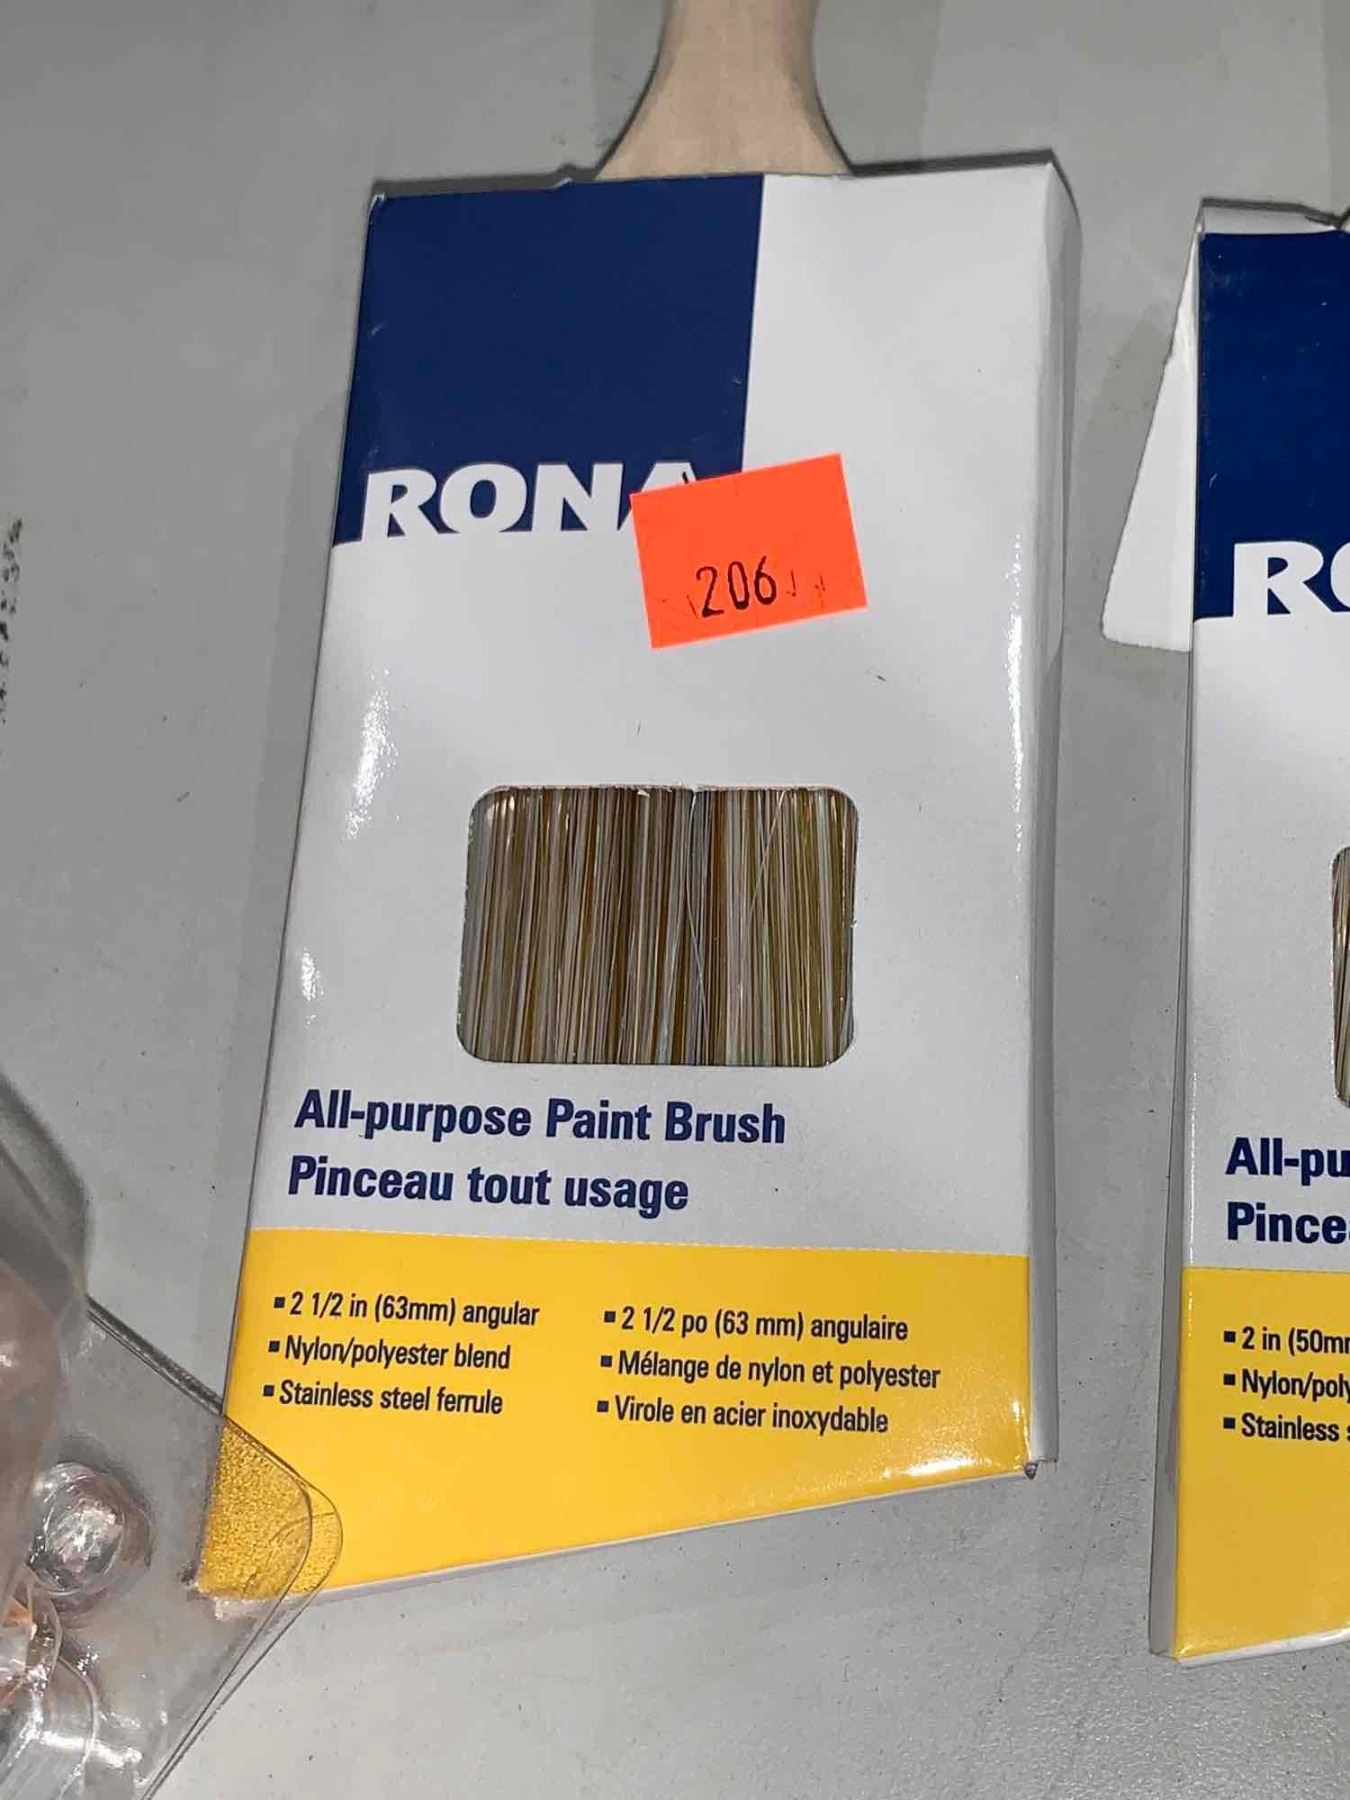 RONA
206
All-purpose Paint Brush
Pinceau tout usage
▪ 2 1/2 in (63mm) angular
▪ Nylon/polyester blend
▪ Stainless steel ferrule
▪ 2 1/2 po (63 mm) angulaire
▪ Mélange de nylon et polyester
▪ Virole en acier inoxydable
RO
All-pu
Pince
▪ 2 in (50m
▪ Nylon/poly
▪ Stainless